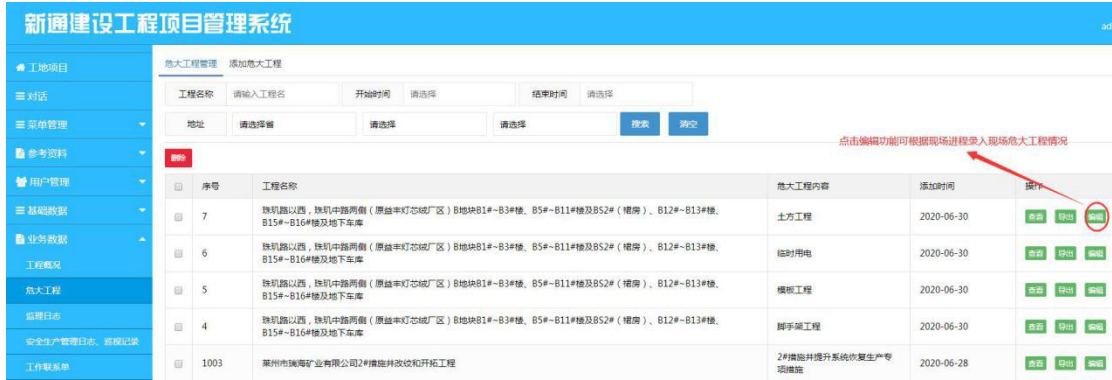 新通建设工程项目管理系统
ad
工地项目
对话
菜单管理
参考资料
用户管理
基础数据
业务数据
工程概况
危大工程
监理日志
安全生产管理日志、巡视记录
工作联系单
危大工程管理 添加危大工程
工程名称 请输入工程名 开始时间 请选择 结束时间 请选择
地址 请选择省 请选择 请选择 搜索 清空
点击编辑功能可根据现场进程录入现场危大工程情况
删除
序号 工程名称 危大工程内容 添加时间 操作
7 珠玑路以西，珠玑中路两侧（原益丰灯芯绒厂区）B地块B1#~B3#楼、B5#~B11#楼及BS2#（裙房）、B12#~B13#楼、 土方工程 2020-06-30 查看 导出 编辑
B15#~B16#楼及地下车库
6 珠玑路以西，珠玑中路两侧（原益丰灯芯绒厂区）B地块B1#~B3#楼、B5#~B11#楼及BS2#（裙房）、B12#~B13#楼、 临时用电 2020-06-30 查看 导出 编辑
B15#~B16#楼及地下车库
5 珠玑路以西，珠玑中路两侧（原益丰灯芯绒厂区）B地块B1#~B3#楼、B5#~B11#楼及BS2#（裙房）、B12#~B13#楼、 模板工程 2020-06-30 查看 导出 编辑
B15#~B16#楼及地下车库
4 珠玑路以西，珠玑中路两侧（原益丰灯芯绒厂区）B地块B1#~B3#楼、B5#~B11#楼及BS2#（裙房）、B12#~B13#楼、 脚手架工程 2020-06-30 查看 导出 编辑
B15#~B16#楼及地下车库
1003 莱州市瑞海矿业有限公司2#措施井改绞和开拓工程 2#措施井提升系统恢复生产专 2020-06-28 查看 导出 编辑
项措施